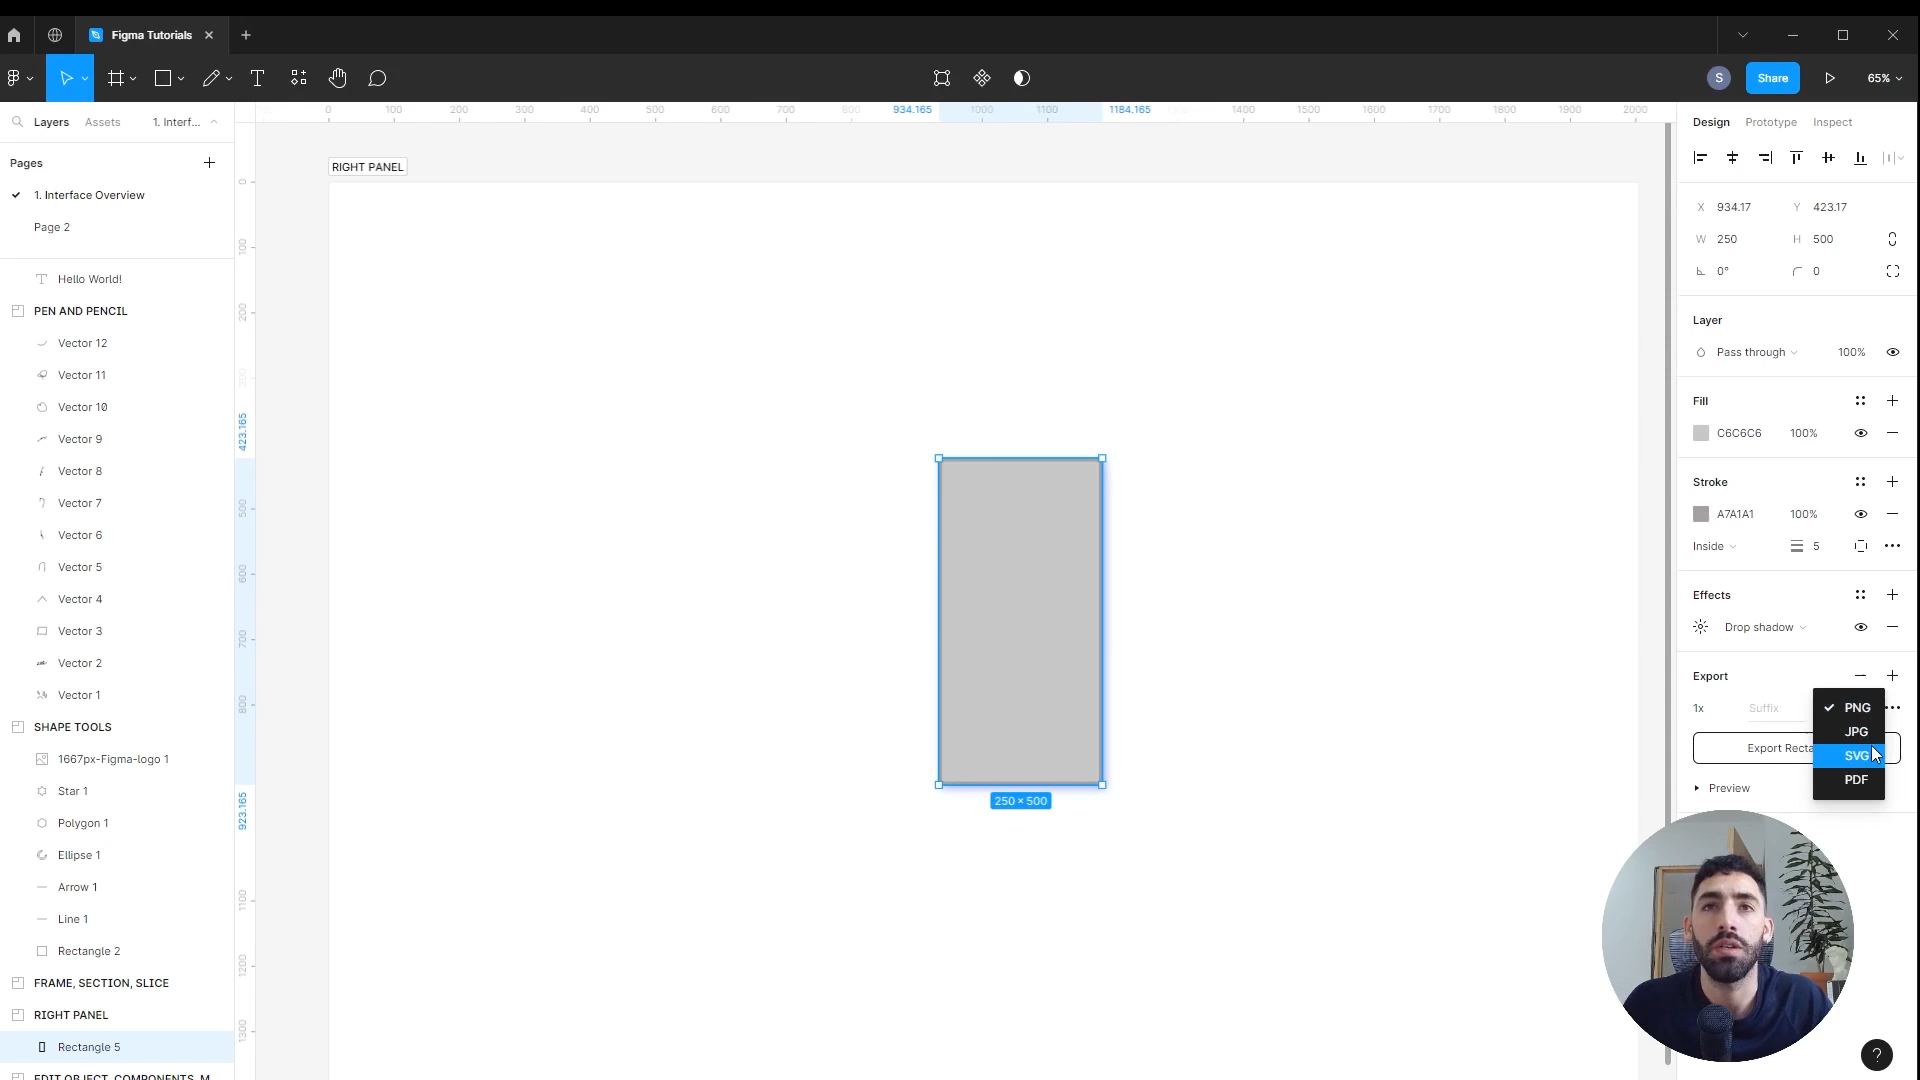 Figma Tutorials
S
Share
65%
Layers
Assets
1. Interf...
Pages
1. Interface Overview
Page 2
Hello World!
PEN AND PENCIL
Vector 12
Vector 11
Vector 10
Vector 9
Vector 8
Vector 7
Vector 6
Vector 5
Vector 4
Vector 3
Vector 2
Vector 1
SHAPE TOOLS
1667px-Figma-logo 1
Star 1
Polygon 1
Ellipse 1
Arrow 1
Line 1
Rectangle 2
FRAME, SECTION, SLICE
RIGHT PANEL
Rectangle 5
EDIT OBJECT, COMPONENTS, M
0 100 200 300 400 500 600 700 800 934.165 1000 1100 1184.165 1400 1500 1600 1700 1800 1900 2000
0
100
200
300
423.165
500
600
700
800
923.165
1100
1200
1300
RIGHT PANEL
250 × 500
Design Prototype Inspect
X 934.17 Y 423.17
W 250 H 500
0° 0
Layer
Pass through 100%
Fill
C6C6C6 100%
Stroke
A7A1A1 100%
Inside 5
Effects
Drop shadow
Export
1x Suffix
PNG
JPG
SVG
PDF
Export Recta
Preview
?